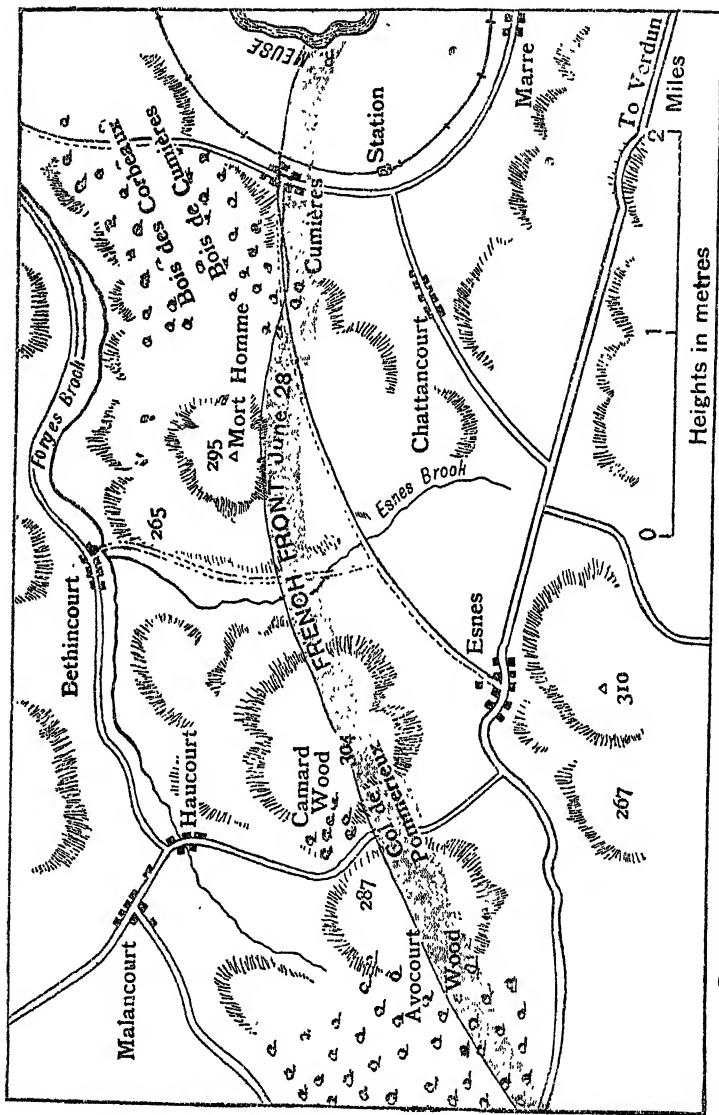 Malancourt
Haucourt
Bethincourt
Forges Brook
265
295
Mort Homme
Bois des Corbeaux
Bois de Cumières
MEUSE
Camard
Wood
304
287
Avocourt
Wood
Col de
Pommerieux
FRENCH FRONT June 28
Esnes Brook
Cumières
Station
Marre
Chattancourt
Esnes
267
310
To Verdun
0
1
2
Miles
Heights in metres